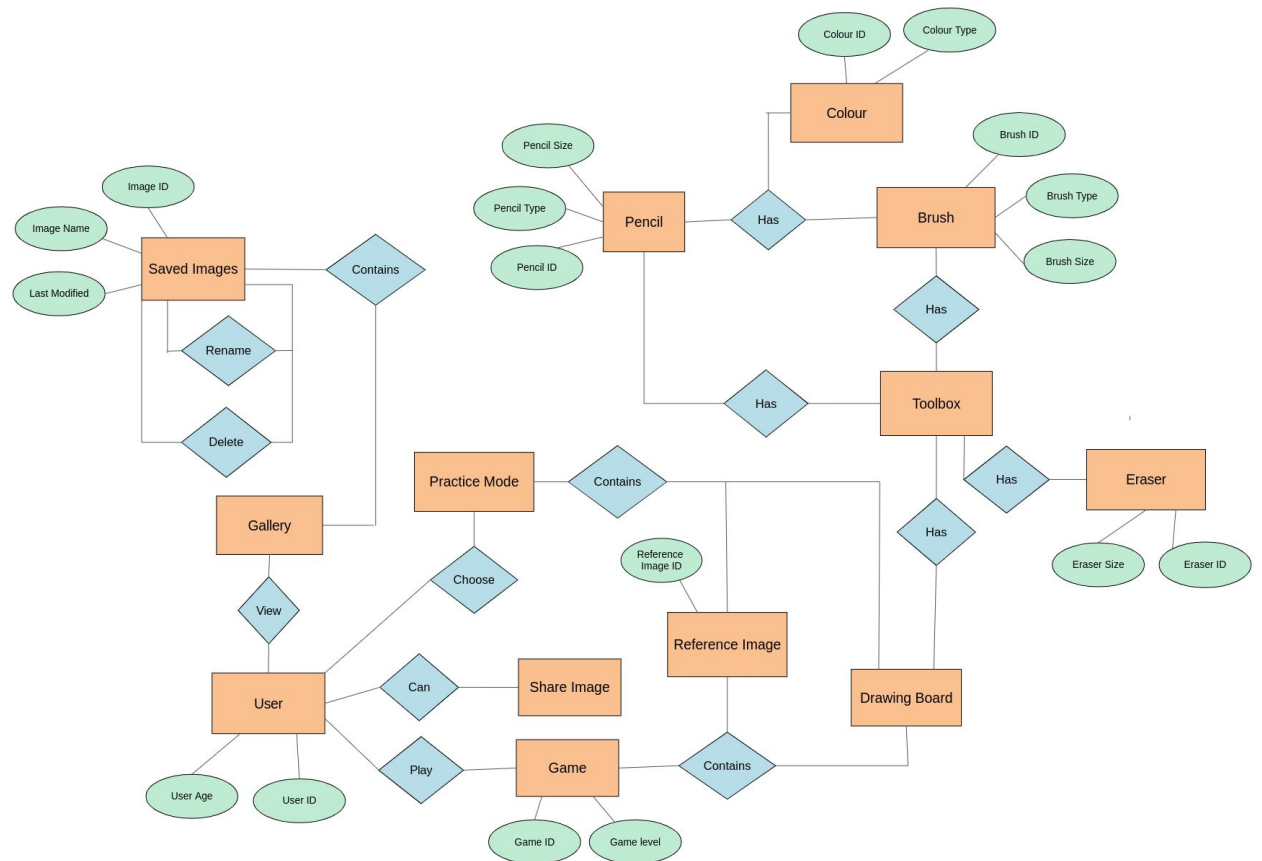 Colour ID
Colour Type
Colour
Brush ID
Pencil Size
Image ID
Brush Type
Pencil Type
Pencil
Has
Brush
Image Name
Pencil ID
Brush Size
Saved Images
Contains
Last Modified
Has
Rename
Has
Toolbox
Delete
Practice Mode
Contains
Has
Eraser
Gallery
Has
Reference
Image ID
Eraser Size
Eraser ID
Choose
View
Reference Image
User
Can
Share Image
Drawing Board
Play
Game
Contains
User Age
User ID
Game ID
Game level